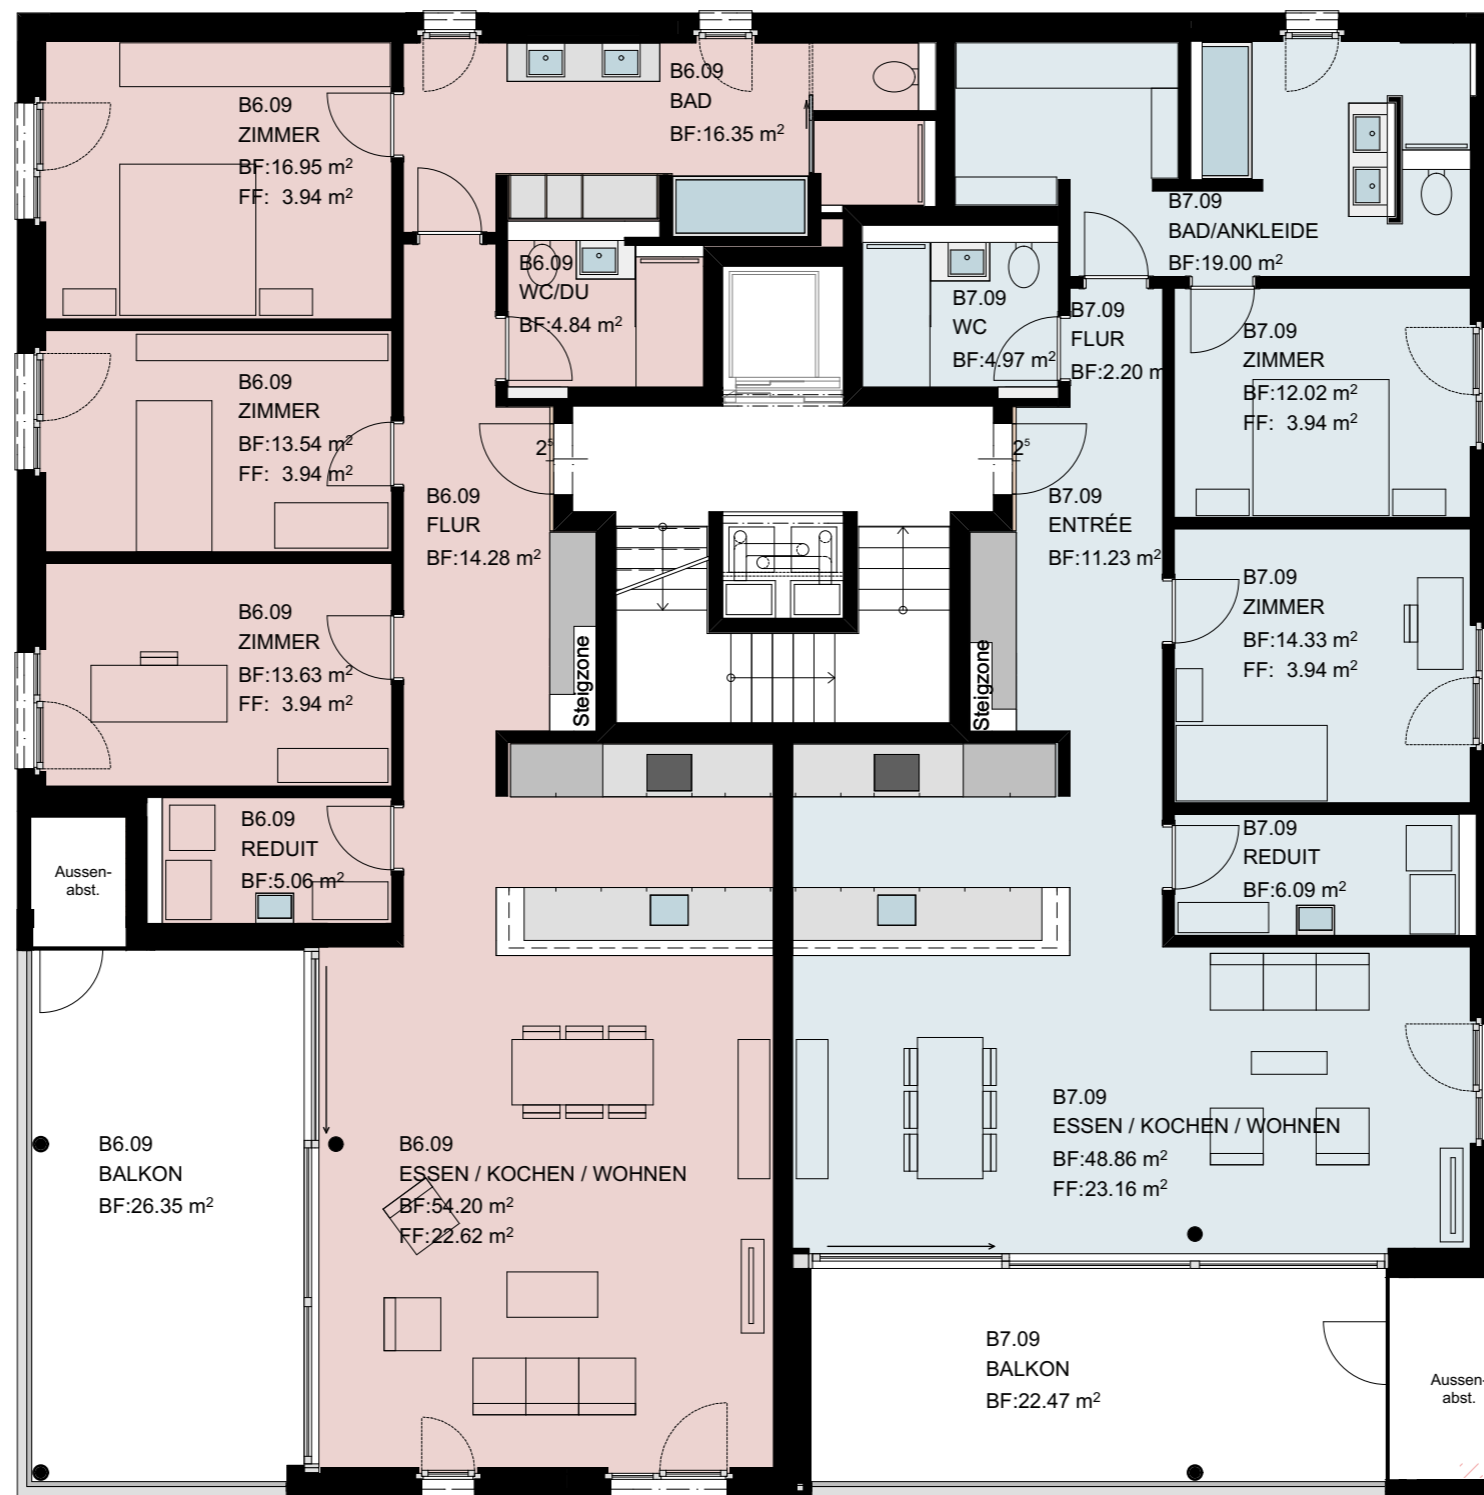 B6.09
ZIMMER
BF:16.95 m²
FF: 3.94 m²
B6.09
BAD
BF:16.35 m²
B7.09
BAD/ANKLEIDE
BF:19.00 m²
B6.09
WC/DU
BF:4.84 m²
B7.09
WC
BF:4.97 m²
B7.09
FLUR
BF:2.20 m
B7.09
ZIMMER
BF:12.02 m²
FF: 3.94 m²
B6.09
ZIMMER
BF:13.54 m²
FF: 3.94 m²
2⁵
2⁵
B6.09
FLUR
BF:14.28 m²
B7.09
ENTRÉE
BF:11.23 m²
B6.09
ZIMMER
BF:13.63 m²
FF: 3.94 m²
Steigzone
Steigzone
B7.09
ZIMMER
BF:14.33 m²
FF: 3.94 m²
Aussen-
abst.
B6.09
REDUIT
BF:5.06 m²
B7.09
REDUIT
BF:6.09 m²
B6.09
BALKON
BF:26.35 m²
B6.09
ESSEN / KOCHEN / WOHNEN
BF:54.20 m²
FF:22.62 m²
B7.09
ESSEN / KOCHEN / WOHNEN
BF:48.86 m²
FF:23.16 m²
B7.09
BALKON
BF:22.47 m²
Aussen-
abst.